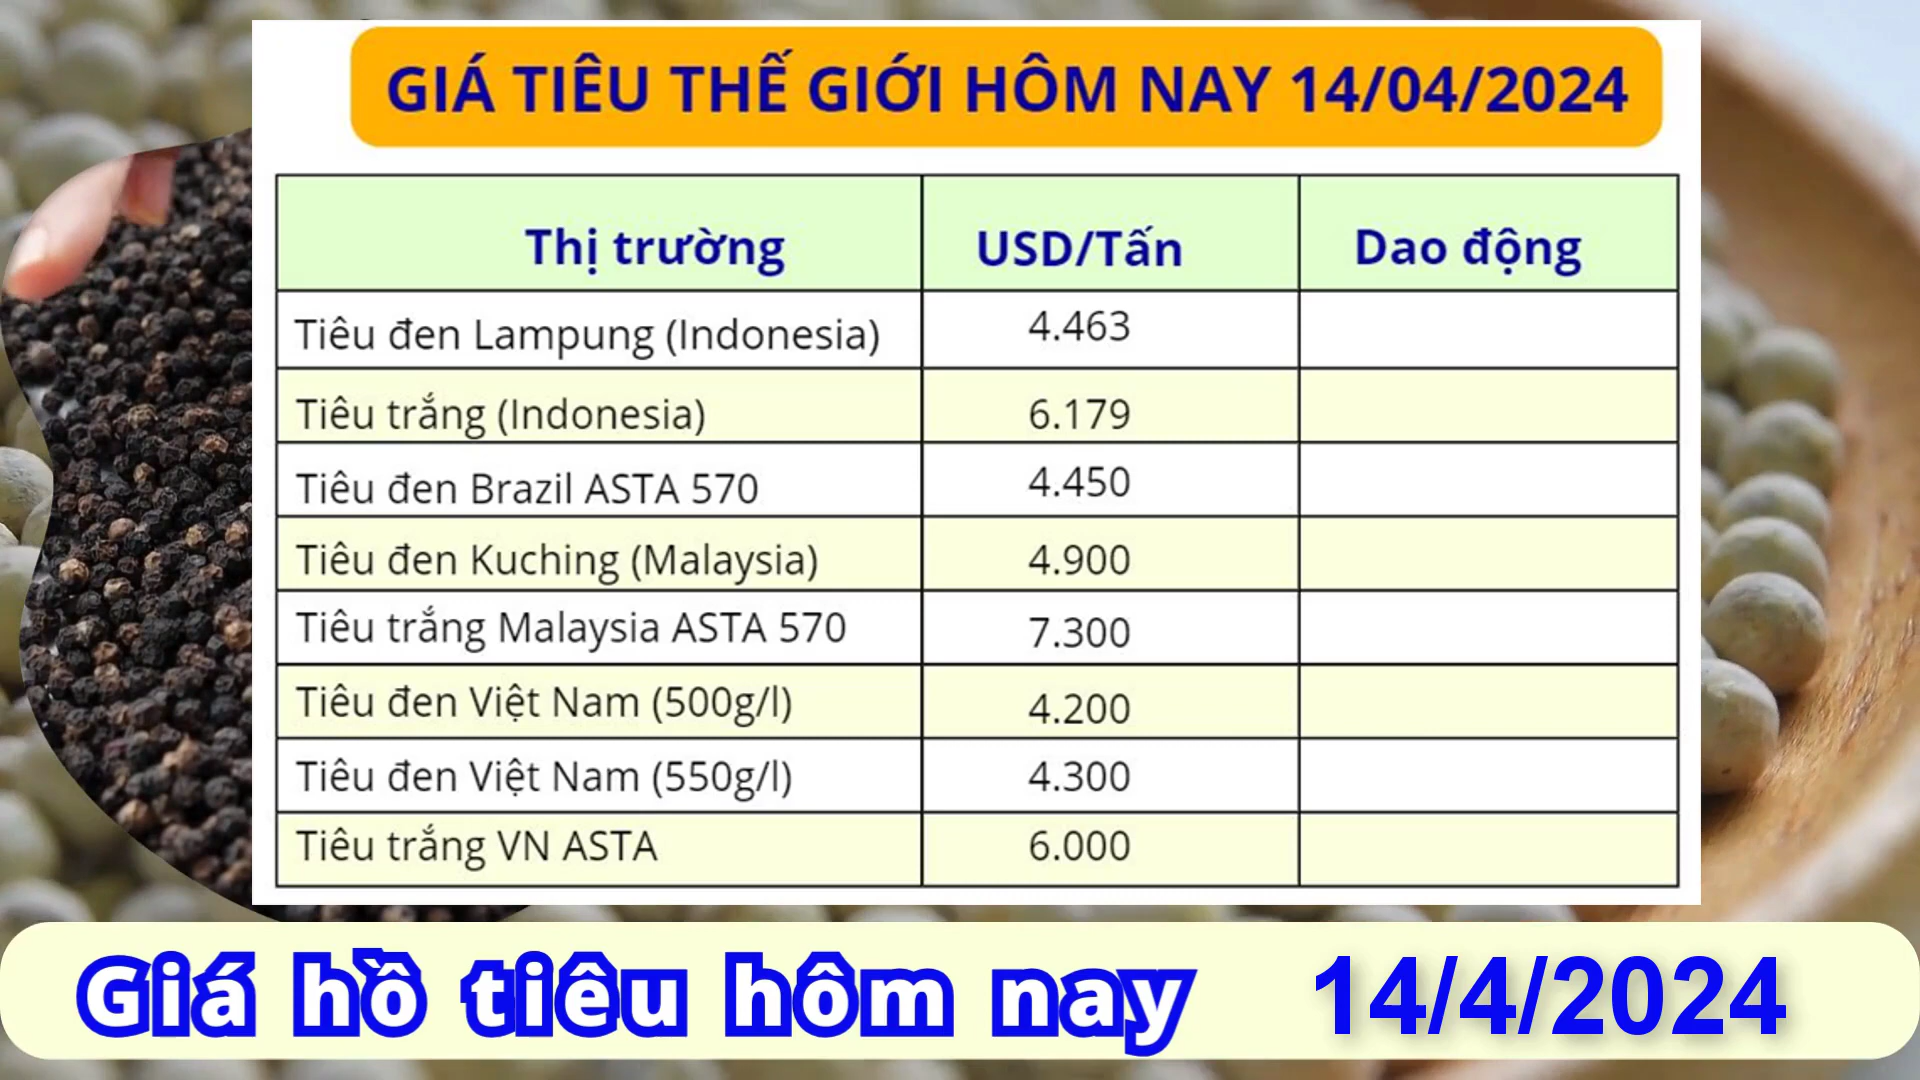 GIÁ TIÊU THẾ GIỚI HÔM NAY 14/04/2024
Thị trường USD/Tấn Dao động
Tiêu đen Lampung (Indonesia) 4.463
Tiêu trắng (Indonesia) 6.179
Tiêu đen Brazil ASTA 570 4.450
Tiêu đen Kuching (Malaysia) 4.900
Tiêu trắng Malaysia ASTA 570 7.300
Tiêu đen Việt Nam (500g/l) 4.200
Tiêu đen Việt Nam (550g/l) 4.300
Tiêu trắng VN ASTA 6.000
Giá hồ tiêu hôm nay 14/4/2024